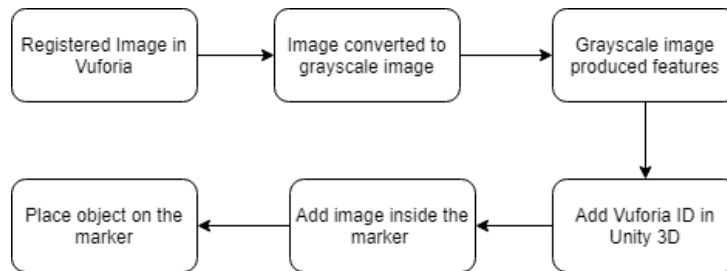 Registered Image in
Vuforia
Image converted to
grayscale image
Grayscale image
produced features
Add Vuforia ID in
Unity 3D
Add image inside the
marker
Place object on the
marker